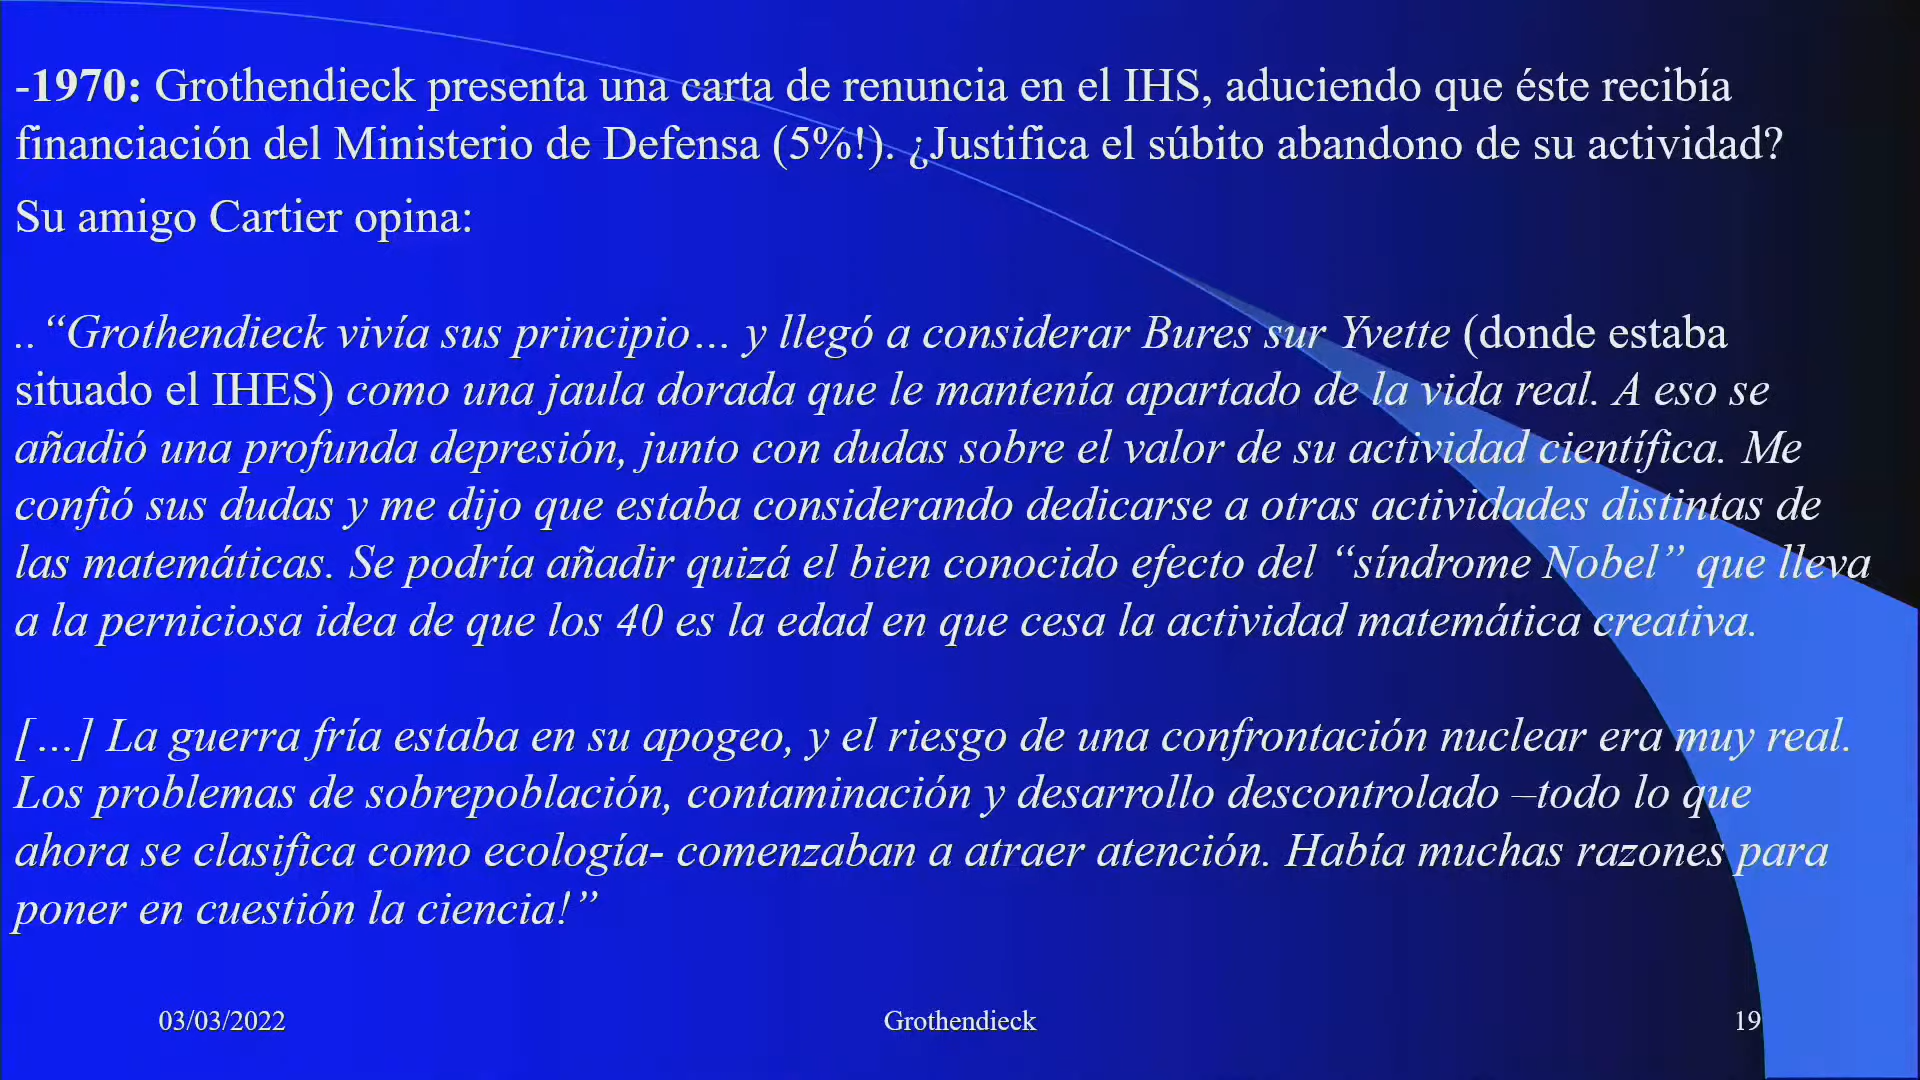 -1970: Grothendieck presenta una carta de renuncia en el IHS, aduciendo que éste recibía
financiación del Ministerio de Defensa (5%!). ¿Justifica el súbito abandono de su actividad?
Su amigo Cartier opina:
.. “Grothendieck vivía sus principio… y llegó a considerar Bures sur Yvette (donde estaba
situado el IHES) como una jaula dorada que le mantenía apartado de la vida real. A eso se
añadió una profunda depresión, junto con dudas sobre el valor de su actividad científica. Me
confió sus dudas y me dijo que estaba considerando dedicarse a otras actividades distintas de
las matemáticas. Se podría añadir quizá el bien conocido efecto del “síndrome Nobel” que lleva
a la perniciosa idea de que los 40 es la edad en que cesa la actividad matemática creativa.
[…] La guerra fría estaba en su apogeo, y el riesgo de una confrontación nuclear era muy real.
Los problemas de sobrepoblación, contaminación y desarrollo descontrolado –todo lo que
ahora se clasifica como ecología- comenzaban a atraer atención. Había muchas razones para
poner en cuestión la ciencia!”
03/03/2022
Grothendieck
19